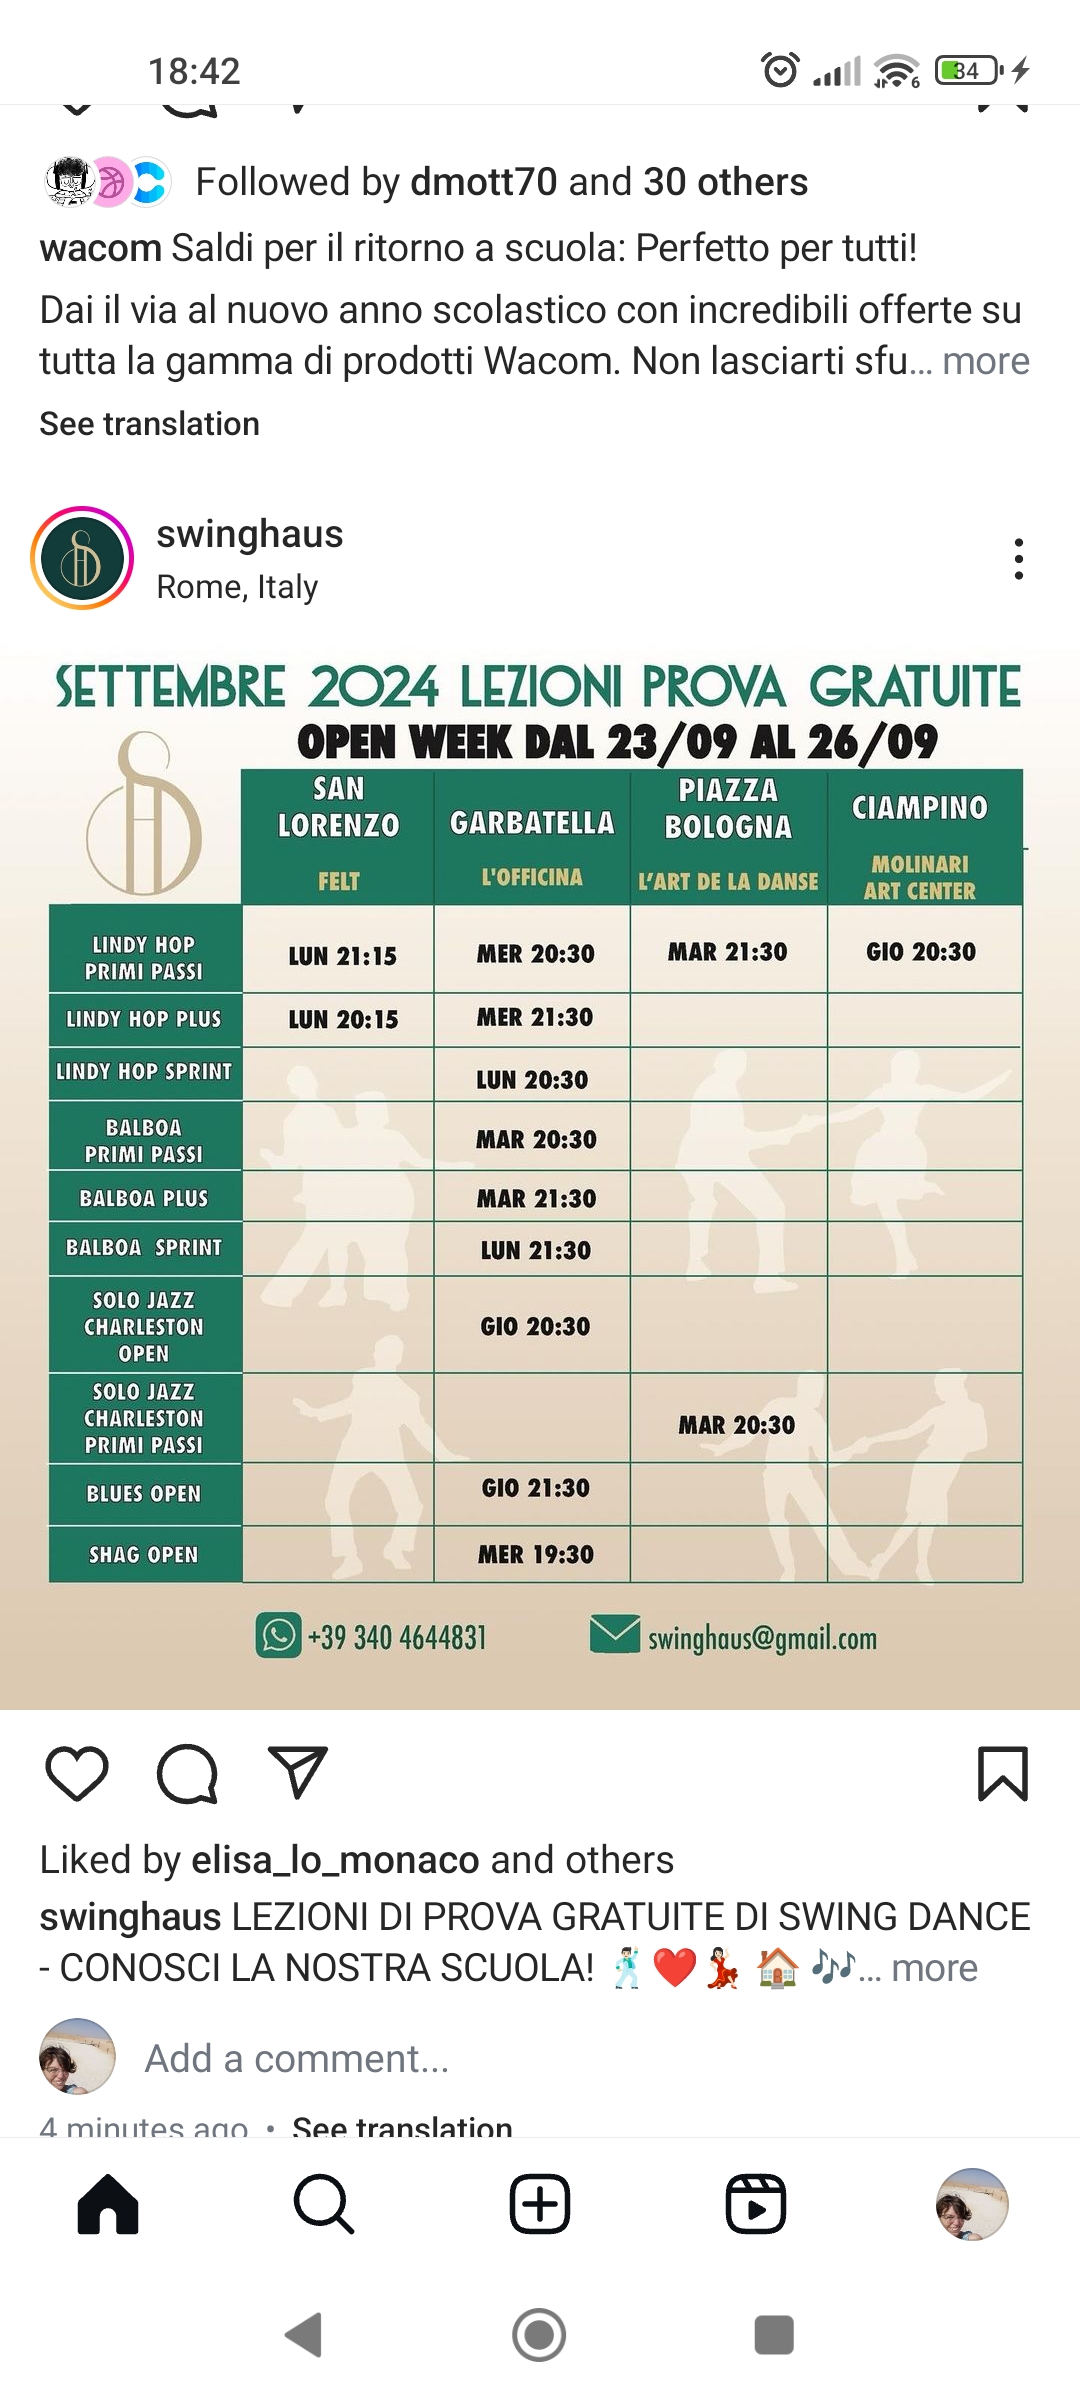 18:42
6
34
Followed by dmott70 and 30 others
wacom Saldi per il ritorno a scuola: Perfetto per tutti!
Dai il via al nuovo anno scolastico con incredibili offerte su
tutta la gamma di prodotti Wacom. Non lasciarti sfu... more
See translation
swinghaus
Rome, Italy
SETTEMBRE 2024 LEZIONI PROVA GRATUITE
OPEN WEEK DAL 23/09 AL 26/09
SAN LORENZO
FELT
GARBATELLA
L'OFFICINA
PIAZZA BOLOGNA
L'ART DE LA DANSE
CIAMPINO
MOLINARI ART CENTER
LINDY HOP PRIMI PASSI
LUN 21:15
MER 20:30
MAR 21:30
GIO 20:30
LINDY HOP PLUS
LUN 20:15
MER 21:30
LINDY HOP SPRINT
LUN 20:30
BALBOA PRIMI PASSI
MAR 20:30
BALBOA PLUS
MAR 21:30
BALBOA SPRINT
LUN 21:30
SOLO JAZZ CHARLESTON OPEN
GIO 20:30
SOLO JAZZ CHARLESTON PRIMI PASSI
MAR 20:30
BLUES OPEN
GIO 21:30
SHAG OPEN
MER 19:30
+39 340 4644831
swinghaus@gmail.com
Liked by elisa_lo_monaco and others
swinghaus LEZIONI DI PROVA GRATUITE DI SWING DANCE
- CONOSCI LA NOSTRA SCUOLA! 🕺🏻❤️💃🏻 🏠 🎶... more
Add a comment...
4 minutes ago • See translation